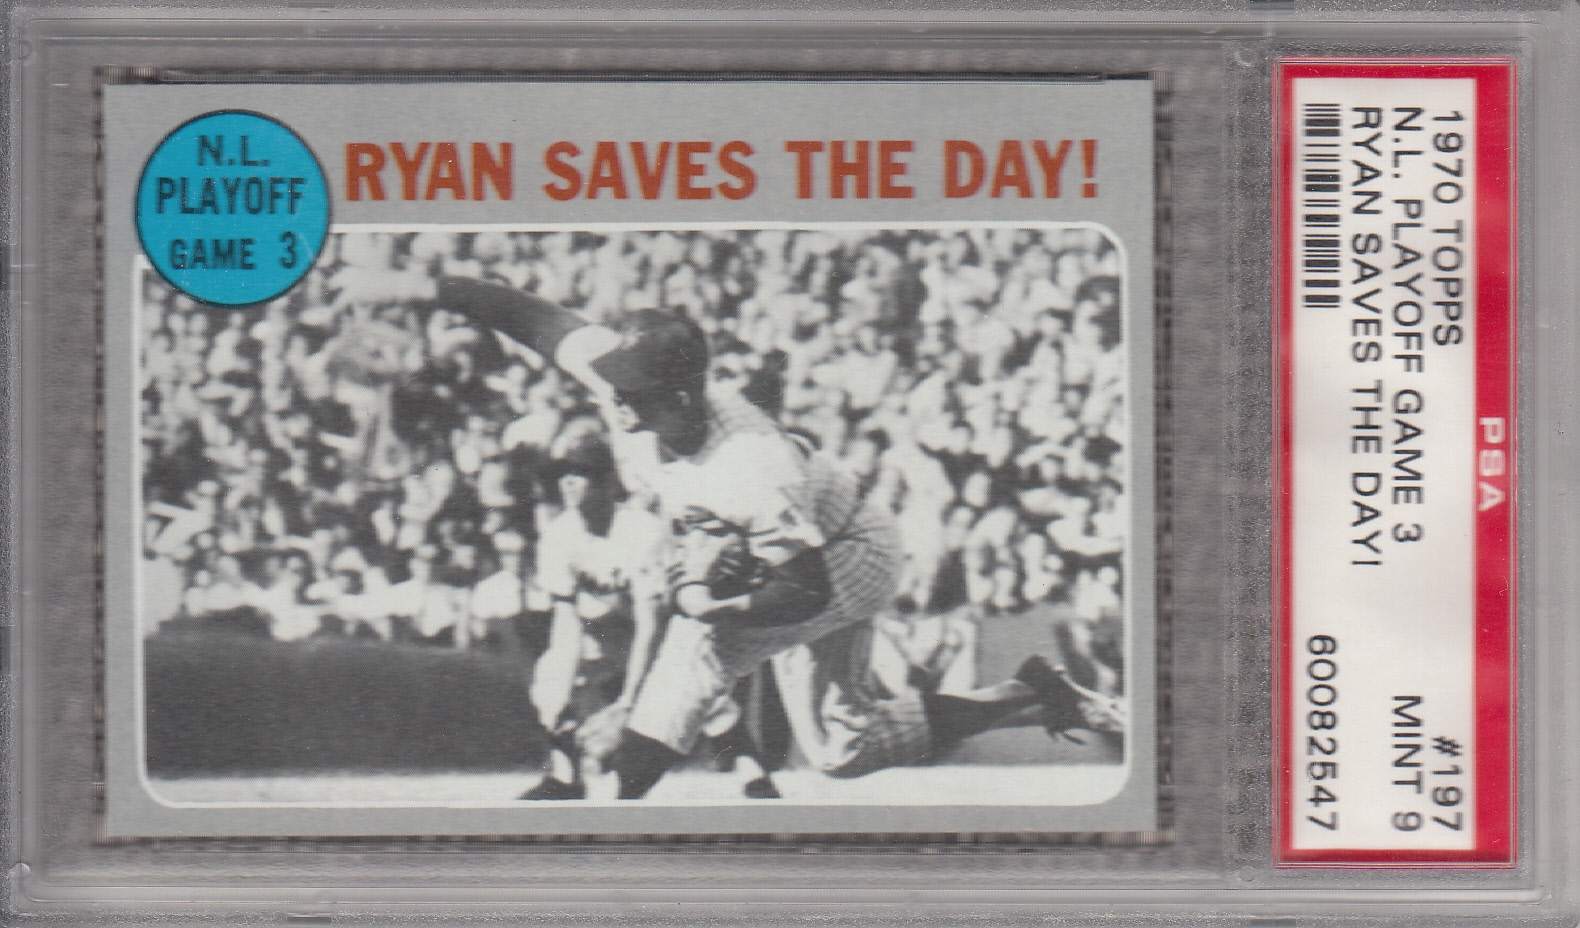 N.L.
PLAYOFF
GAME 3
RYAN SAVES THE DAY!
PSA
1970 TOPPS #197
N.L. PLAYOFF GAME 3 MINT 9
RYAN SAVES THE DAY!
60082547